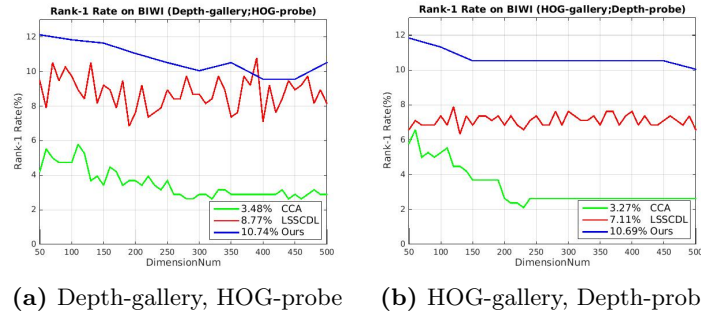 Rank-1 Rate on BIWI (Depth-gallery;HOG-probe)
Rank-1 Rate(%)
14
12
10
8
6
4
2
0
50 100 150 200 250 300 350 400 450 500
DimensionNum
3.48% CCA
8.77% LSSCDL
10.74% Ours
(a) Depth-gallery, HOG-probe
Rank-1 Rate on BIWI (HOG-gallery;Depth-probe)
Rank-1 Rate(%)
12
10
8
6
4
2
0
50 100 150 200 250 300 350 400 450 500
DimensionNum
3.27% CCA
7.11% LSSCDL
10.69% Ours
(b) HOG-gallery, Depth-prob